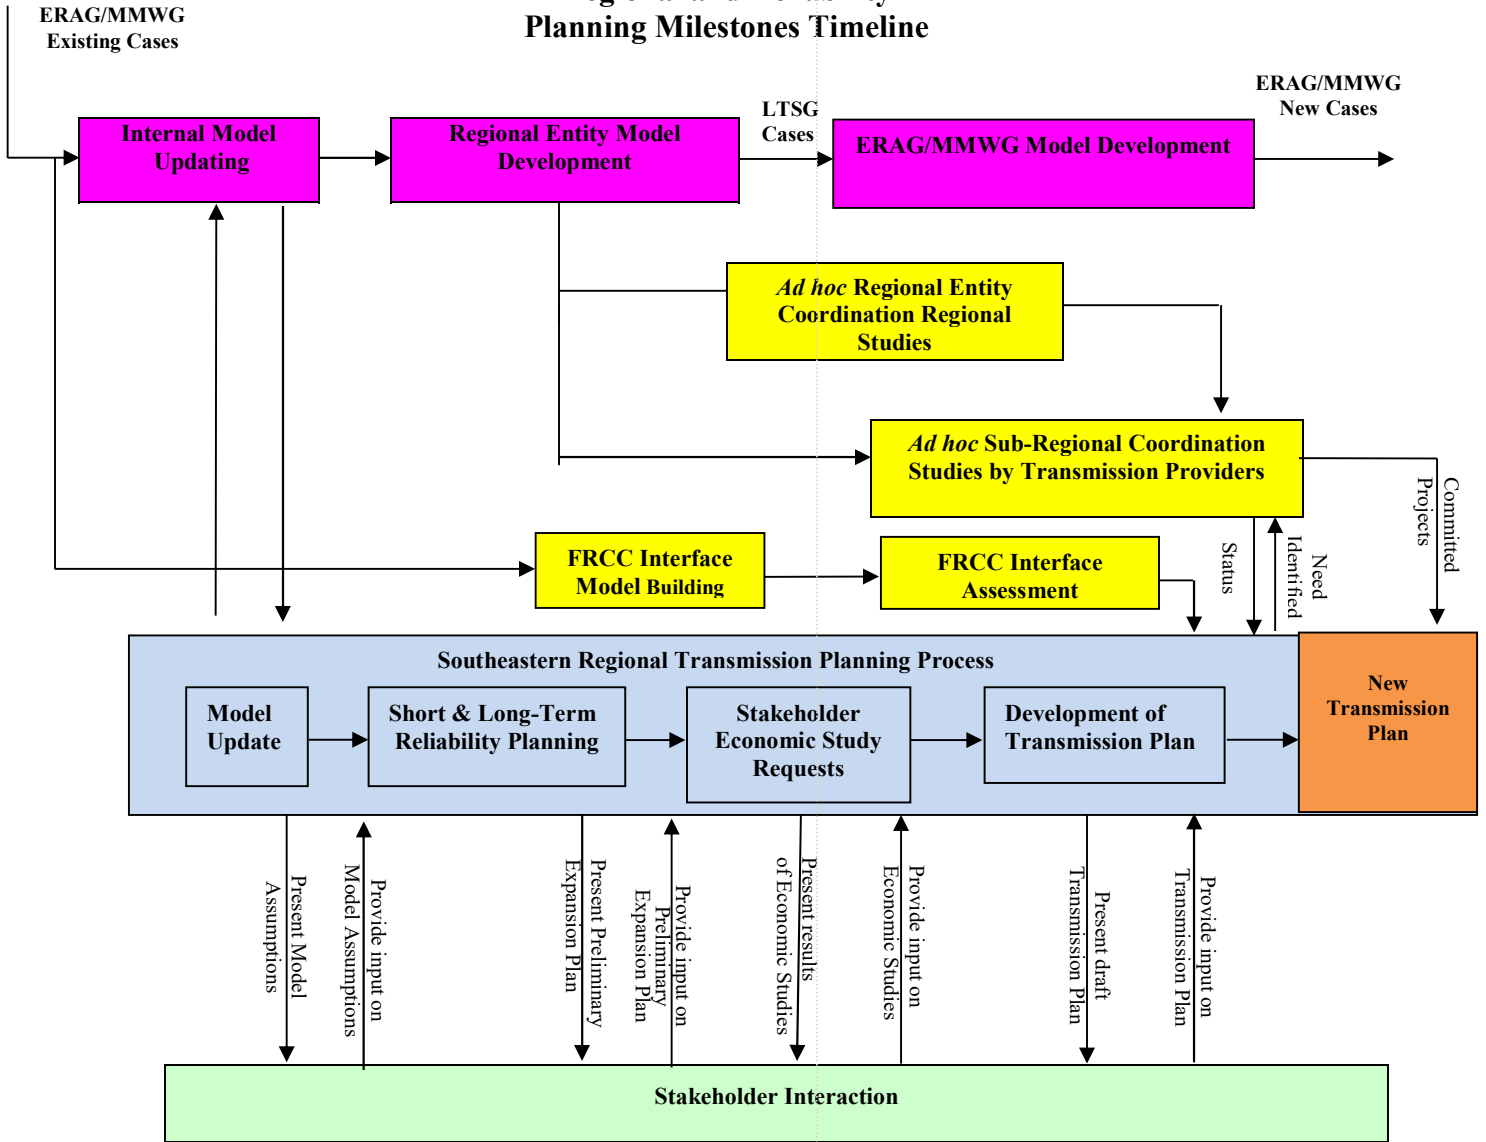 Planning Milestones Timeline
ERAG/MMWG
Existing Cases
ERAG/MMWG
New Cases
LTSG
Cases
Internal Model
Updating
Regional Entity Model
Development
ERAG/MMWG Model Development
Ad hoc Regional Entity
Coordination Regional
Studies
Ad hoc Sub-Regional Coordination
Studies by Transmission Providers
Committed
Projects
FRCC Interface
Model Building
FRCC Interface
Assessment
Status
Need
Identified
Southeastern Regional Transmission Planning Process
Model
Update
Short & Long-Term
Reliability Planning
Stakeholder
Economic Study
Requests
Development of
Transmission Plan
New
Transmission
Plan
Present Model
Assumptions
Provide input on
Model Assumptions
Present Preliminary
Expansion Plan
Provide input on
Preliminary
Expansion Plan
Present results
of Economic Studies
Provide input on
Economic Studies
Present draft
Transmission Plan
Provide input on
Transmission Plan
Stakeholder Interaction